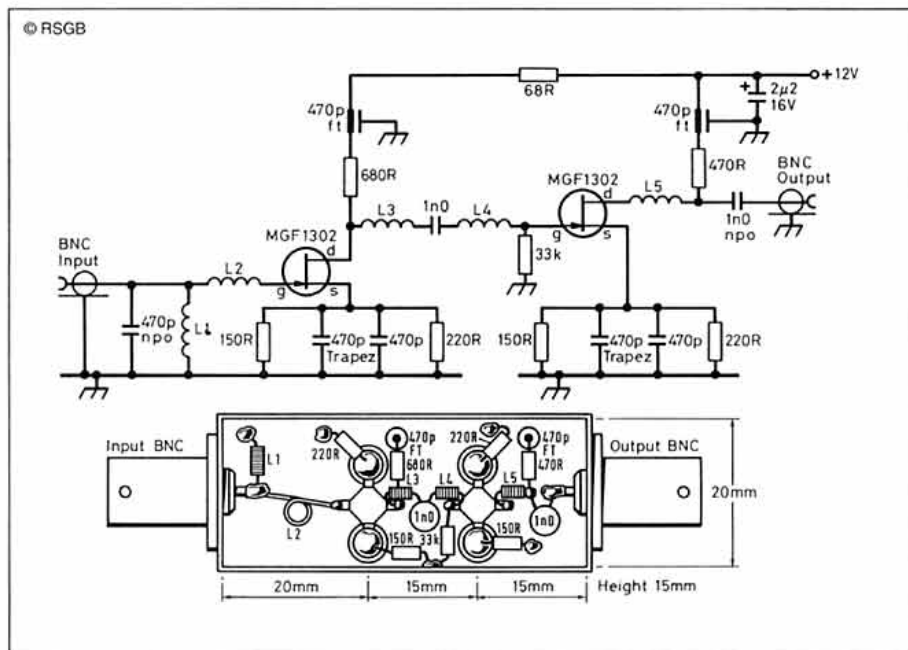 © RSGB
68R
+12V
+
2µ2
16V
470p
ft
470p
ft
680R
470R
BNC
Output
MGF1302
d
L5
g
s
1n0
npo
L3
1n0
L4
MGF1302
d
g
s
33k
BNC
Input
L2
470p
npo
L1
150R
470p
Trapez
470p
220R
150R
470p
Trapez
470p
220R
Input BNC
Output BNC
L1
L2
220R
470p
FT
680R
L3
L4
1n0
150R
33k
220R
470p
FT
470R
L5
1n0
150R
20mm
20mm
15mm
15mm
Height 15mm